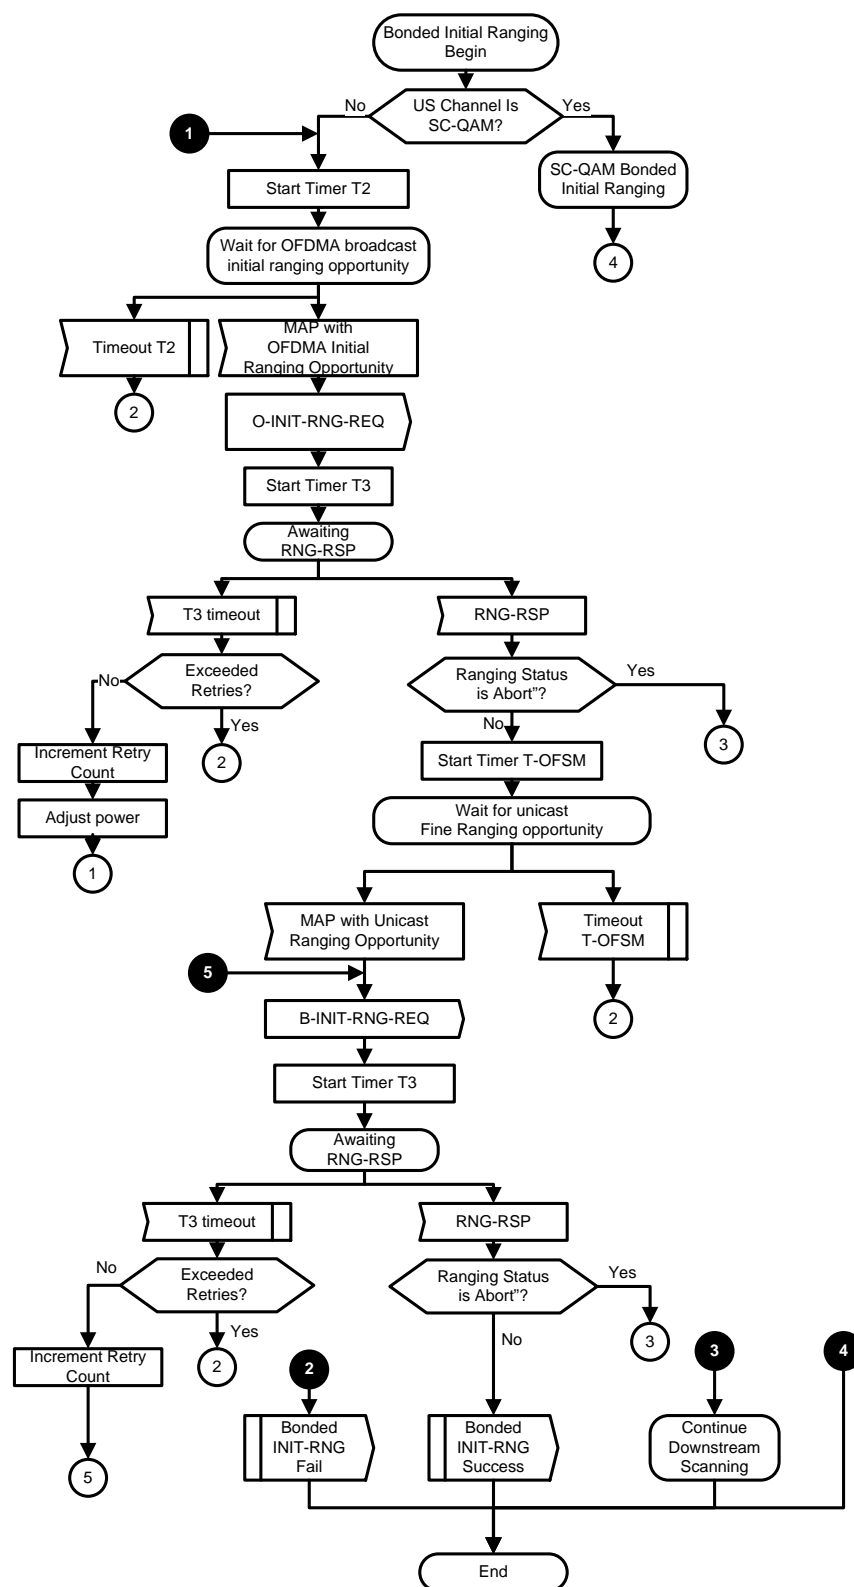 Bonded Initial Ranging
Begin
No
US Channel Is
SC-QAM?
Yes
1
Start Timer T2
SC-QAM Bonded
Initial Ranging
Wait for OFDMA broadcast
initial ranging opportunity
4
Timeout T2
MAP with
OFDMA Initial
Ranging Opportunity
2
O-INIT-RNG-REQ
Start Timer T3
Awaiting
RNG-RSP
T3 timeout
RNG-RSP
No
Exceeded
Retries?
Yes
Ranging Status
is Abort”?
Yes
No
2
3
Increment Retry
Count
Start Timer T-OFSM
Adjust power
Wait for unicast
Fine Ranging opportunity
1
MAP with Unicast
Ranging Opportunity
Timeout
T-OFSM
5
2
B-INIT-RNG-REQ
Start Timer T3
Awaiting
RNG-RSP
T3 timeout
RNG-RSP
No
Exceeded
Retries?
Yes
Ranging Status
is Abort”?
Yes
No
Increment Retry
Count
2
2
3
3
4
5
Bonded
INIT-RNG
Fail
Bonded
INIT-RNG
Success
Continue
Downstream
Scanning
End